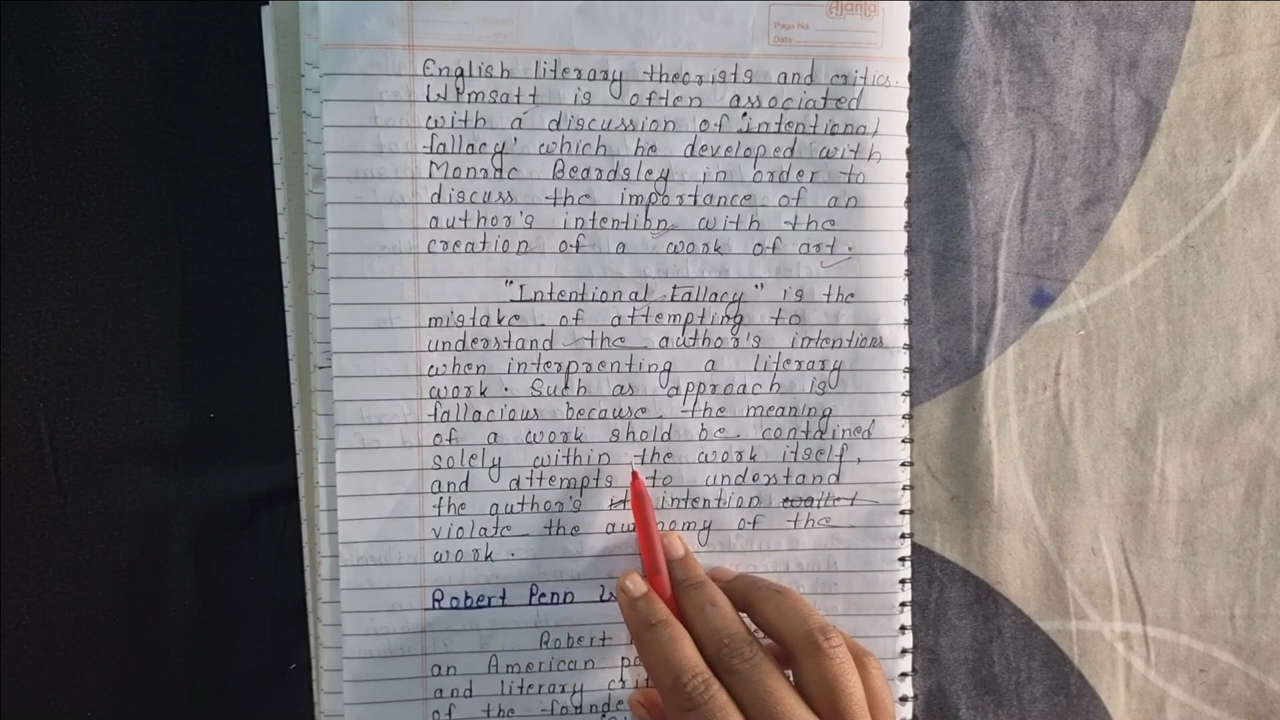 Ajanta
Page No.
Date
English literary theorists and critics.
Wimsatt is often associated
with a discussion of 'intentional
fallacy' which he developed with
Monroe Beardsley in order to
discuss the importance of an
author's intention with the
creation of a work of art.
"Intentional Fallacy" is the
mistake of attempting to
understand the author's intentions
when interprenting a literary
work. Such as approach is
fallacious because the meaning
of a work shold be contained
solely within the work itself,
and attempts to understand
the author's intention
violate the autonomy of the
work.
Robert Penn
Robert
an American
and literary
of the